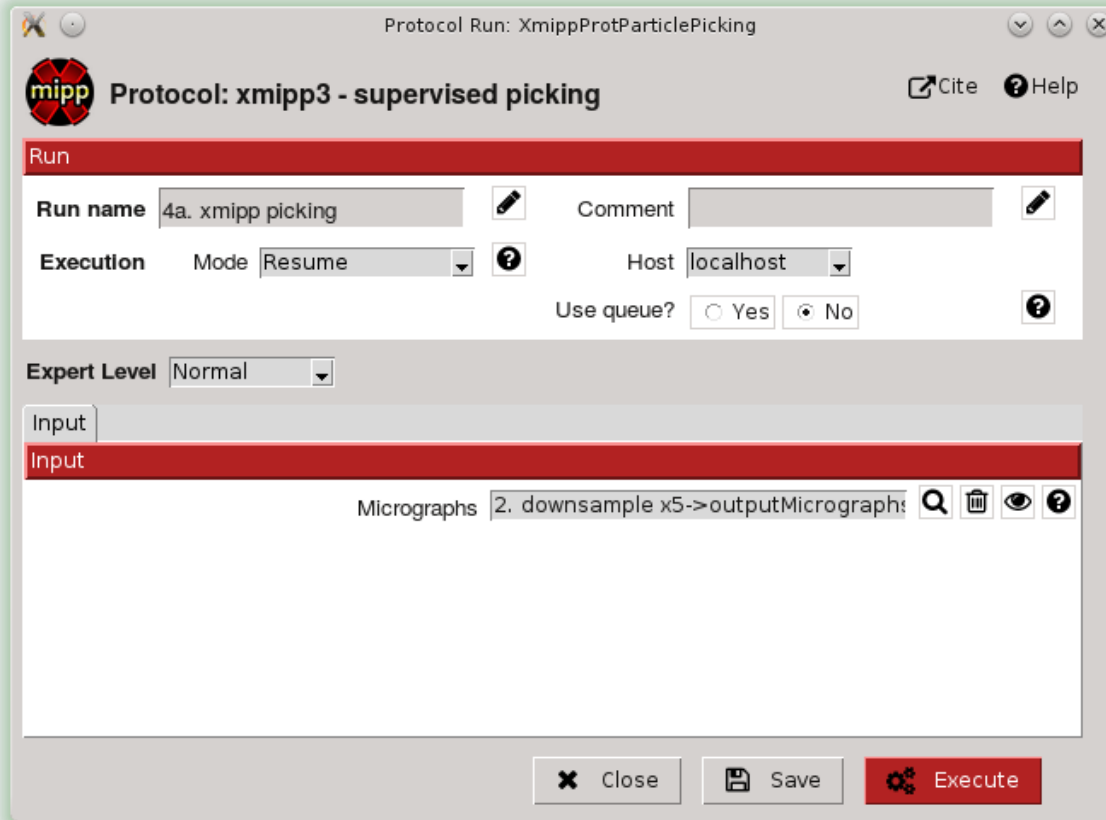 Protocol Run: XmippProtParticlePicking
mipp Protocol: xmipp3 - supervised picking Cite Help
Run
Run name 4a. xmipp picking Comment
Execution Mode Resume Host localhost
Use queue? Yes No
Expert Level Normal
Input
Input
Micrographs 2. downsample x5->outputMicrographs
Close Save Execute